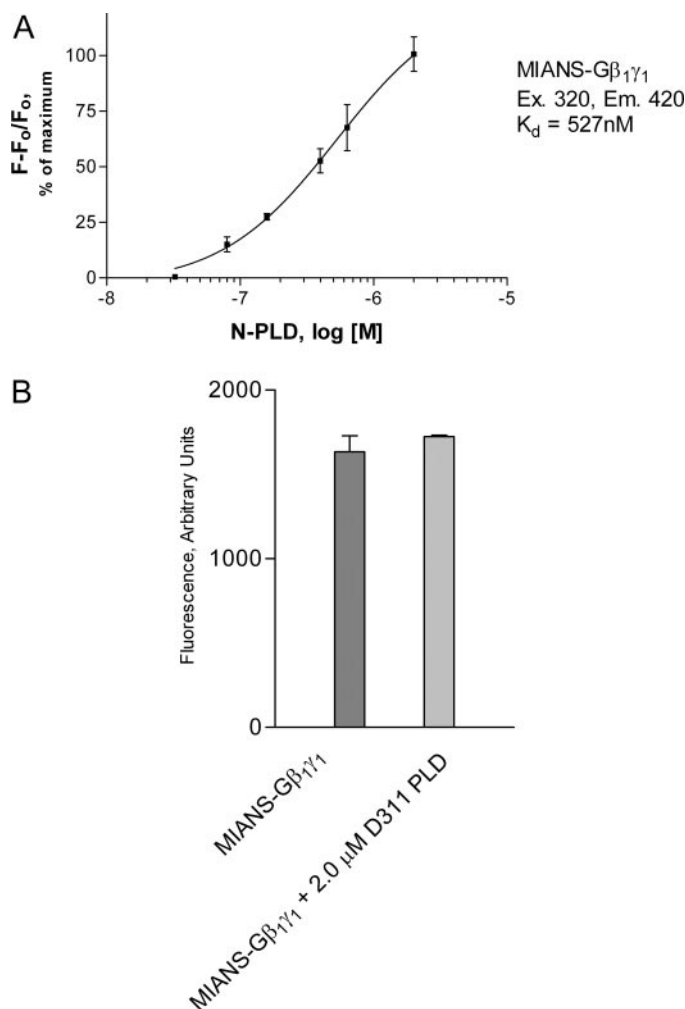 A
F-Fₒ/Fₒ,
% of maximum
100
75
50
25
0
-8
-7
-6
-5
N-PLD, log [M]
MIANS-Gβ₁γ₁
Ex. 320, Em. 420
K_d = 527nM
B
Fluorescence, Arbitrary Units
2000
1000
0
MIANS-Gβ₁γ₁
MIANS-Gβ₁γ₁ + 2.0 μM D311 PLD